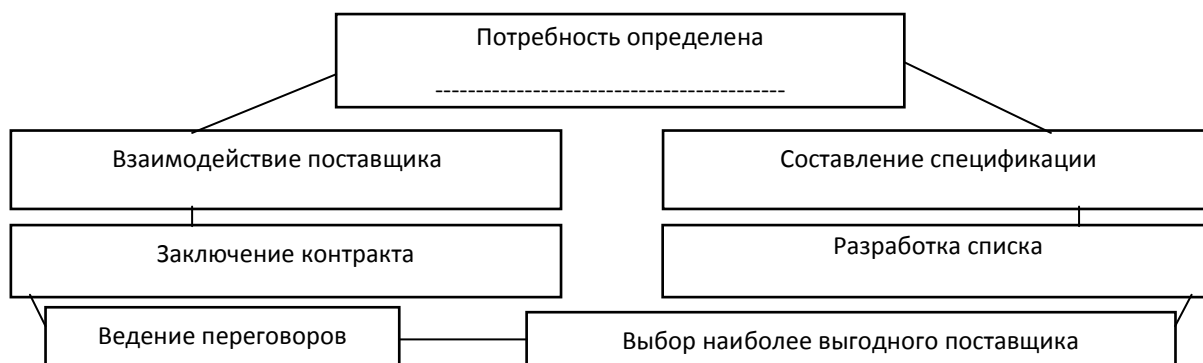 Потребность определена
-------------------------------------------
Взаимодействие поставщика
Составление спецификации
Заключение контракта
Разработка списка
Ведение переговоров
Выбор наиболее выгодного поставщика